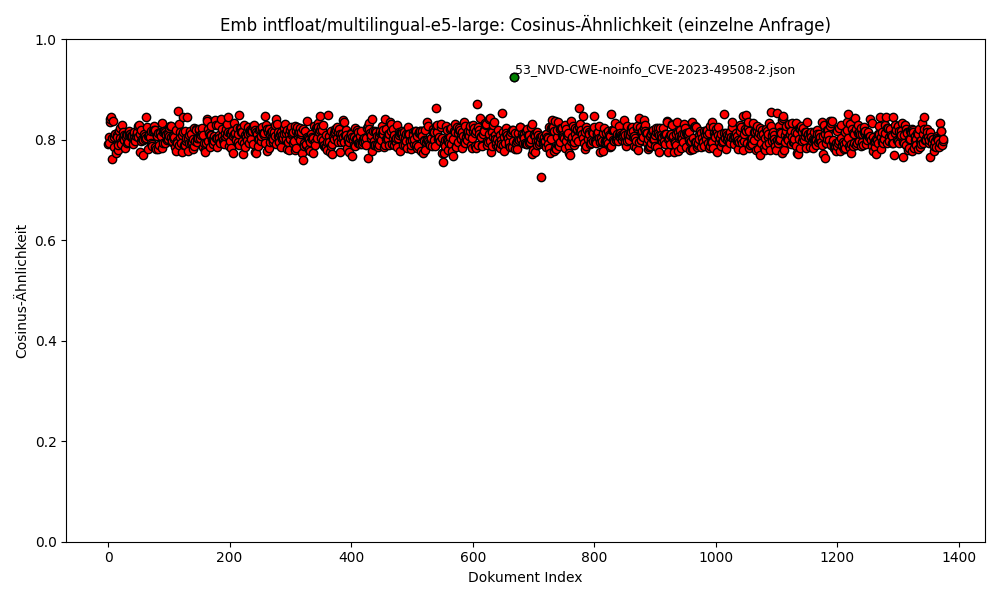 Emb intfloat/multilingual-e5-large: Cosinus-Ähnlichkeit (einzelne Anfrage)
1.0
53_NVD-CWE-noinfo_CVE-2023-49508-2.json
0.8
0.6
0.4
0.2
0.0
Cosinus-Ähnlichkeit
0 200 400 600 800 1000 1200 1400
Dokument Index